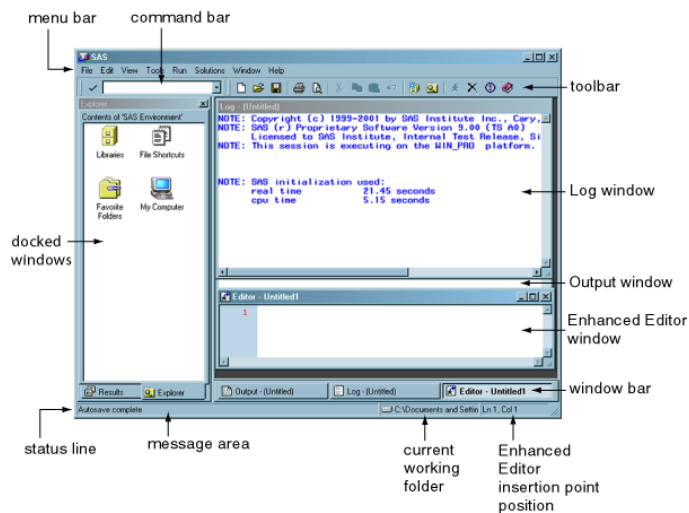 menu bar
command bar
SAS
File Edit View Tools Run Solutions Window Help
toolbar
Explorer
Contents of 'SAS Environment'
Libraries
File Shortcuts
Favorite
Folders
My Computer
docked
windows
Log - (Untitled)
NOTE: Copyright (c) 1999-2001 by SAS Institute Inc., Cary,
NOTE: SAS (r) Proprietary Software Version 9.00 (TS A0)
Licensed to SAS Institute, Internal Test Release, Si
NOTE: This session is executing on the WIN_PRO platform.
NOTE: SAS initialization used:
real time 21.45 seconds
cpu time 5.15 seconds
Log window
Output window
Editor - Untitled1
1
Enhanced Editor
window
Results
Explorer
Output - (Untitled)
Log - (Untitled)
Editor - Untitled1
window bar
Autosave complete
C:\Documents and Settin
Ln 1, Col 1
status line
message area
current
working
folder
Enhanced
Editor
insertion point
position